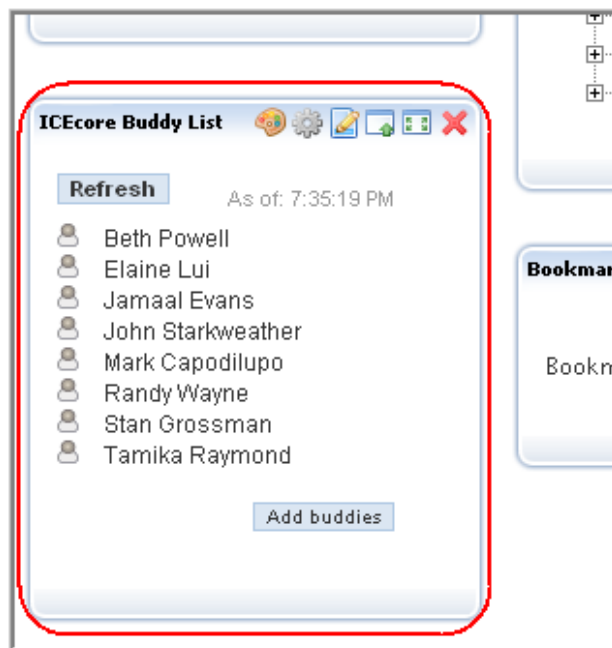 ICEcore Buddy List
Refresh
As of: 7:35:19 PM
Beth Powell
Elaine Lui
Jamaal Evans
John Starkweather
Mark Capodilupo
Randy Wayne
Stan Grossman
Tamika Raymond
Add buddies
Bookmar
Bookm